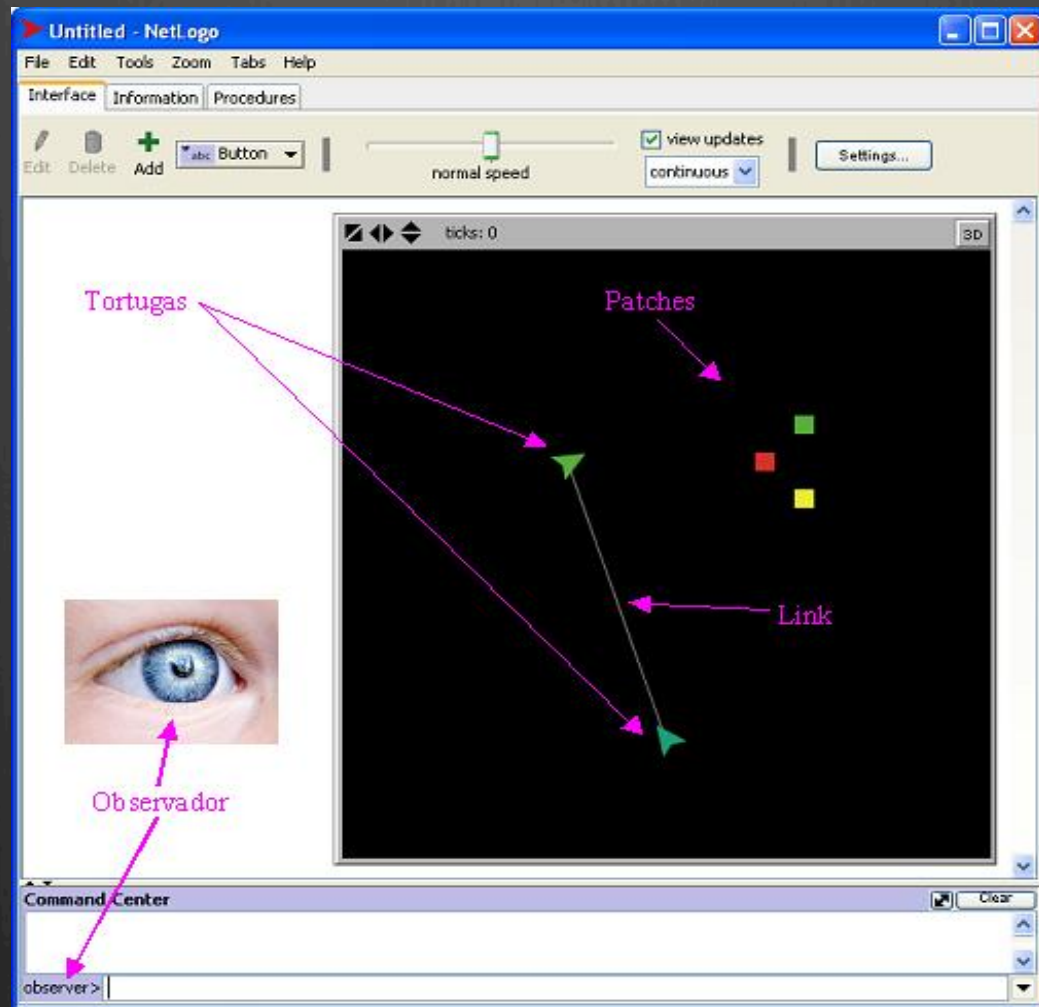 Untitled - NetLogo
File Edit Tools Zoom Tabs Help
Interface Information Procedures
Edit Delete Add abc Button normal speed view updates continuous Settings...
ticks: 0 3D
Tortugas
Patches
Link
Observador
Command Center Clear
observer>